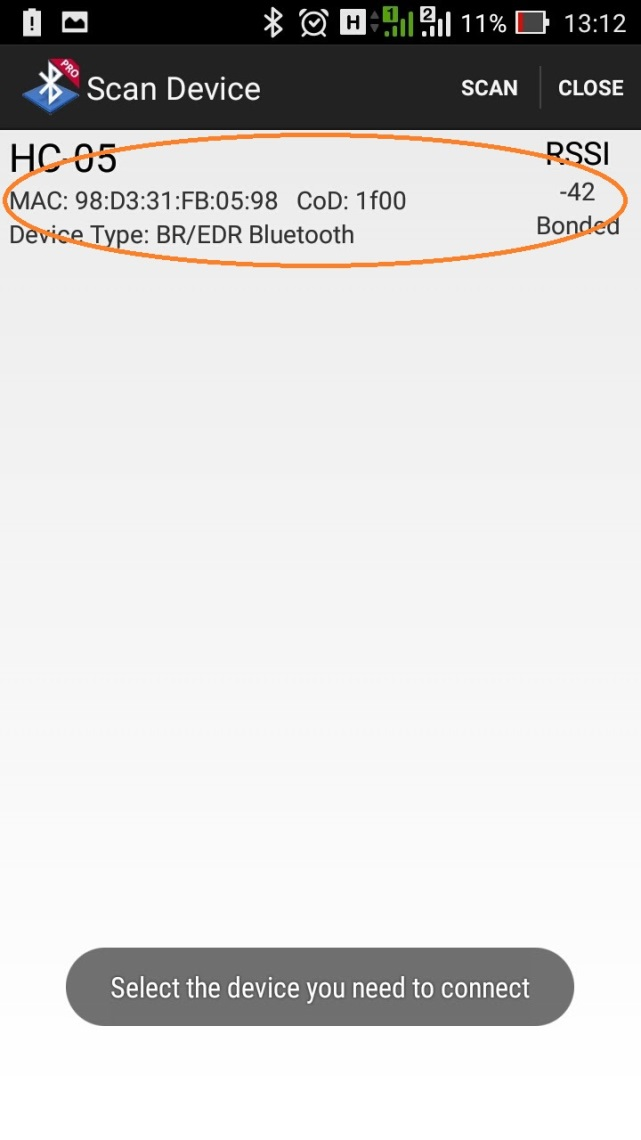 H 1 2 11% 13:12
PRO Scan Device SCAN CLOSE
HC-05 RSSI
MAC: 98:D3:31:FB:05:98 CoD: 1f00 -42
Device Type: BR/EDR Bluetooth Bonded
Select the device you need to connect